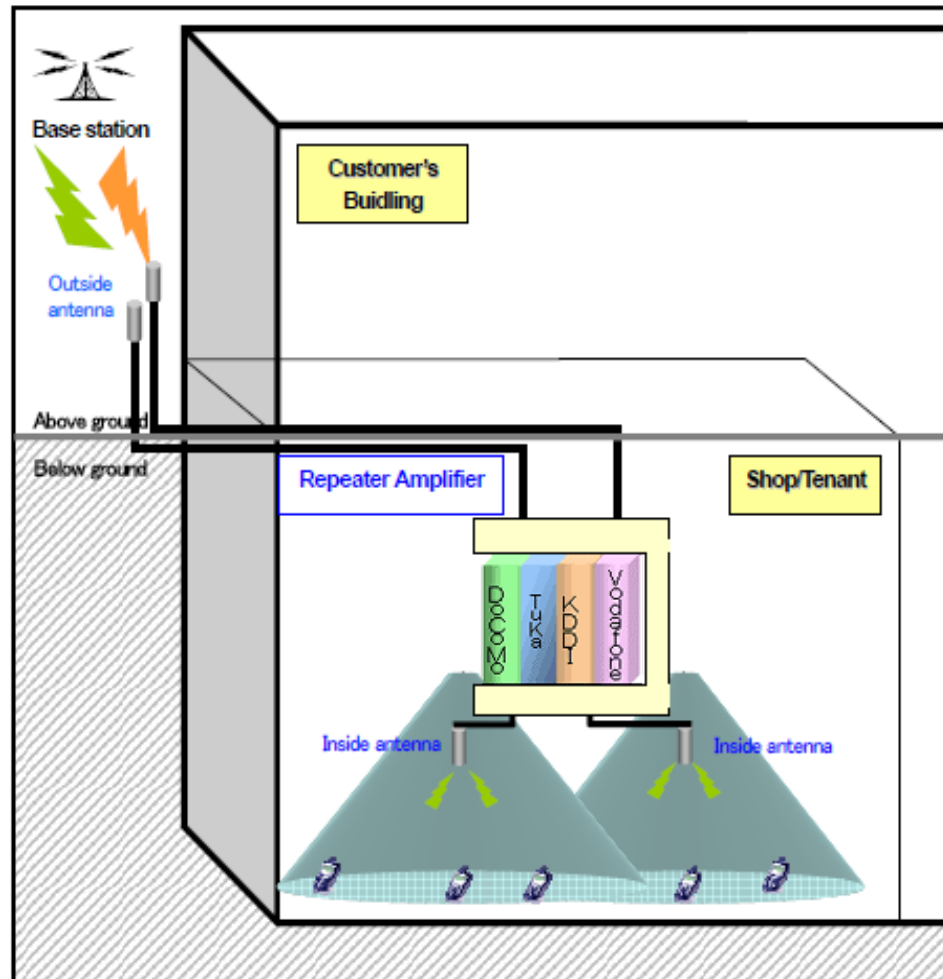 Base station
Customer's
Buidling
Outside
antenna
Above ground
Below ground
Repeater Amplifier
Shop/Tenant
DoCoMo
TuKa
KDDI
Vodafone
Inside antenna
Inside antenna